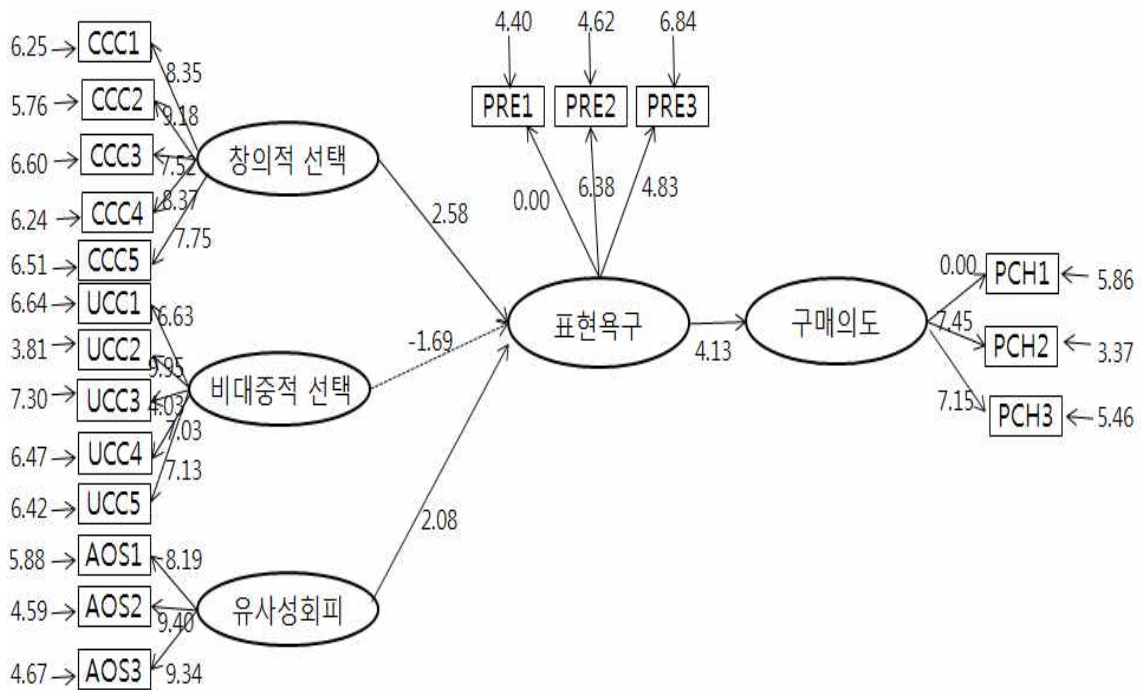 4.40 4.62 6.84
PRE1 PRE2 PRE3
0.00 6.38 4.83
6.25 CCC1 8.35
5.76 CCC2 9.18
6.60 CCC3 7.52
6.24 CCC4 8.37
6.51 CCC5 7.75
창의적 선택
2.58
6.64 UCC1 6.63
3.81 UCC2 9.95
7.30 UCC3 4.03
6.47 UCC4 7.03
6.42 UCC5 7.13
비대중적 선택
-1.69
5.88 AOS1 8.19
4.59 AOS2 9.40
4.67 AOS3 9.34
유사성회피
2.08
표현욕구
4.13
구매의도
0.00 PCH1 5.86
7.45 PCH2 3.37
7.15 PCH3 5.46